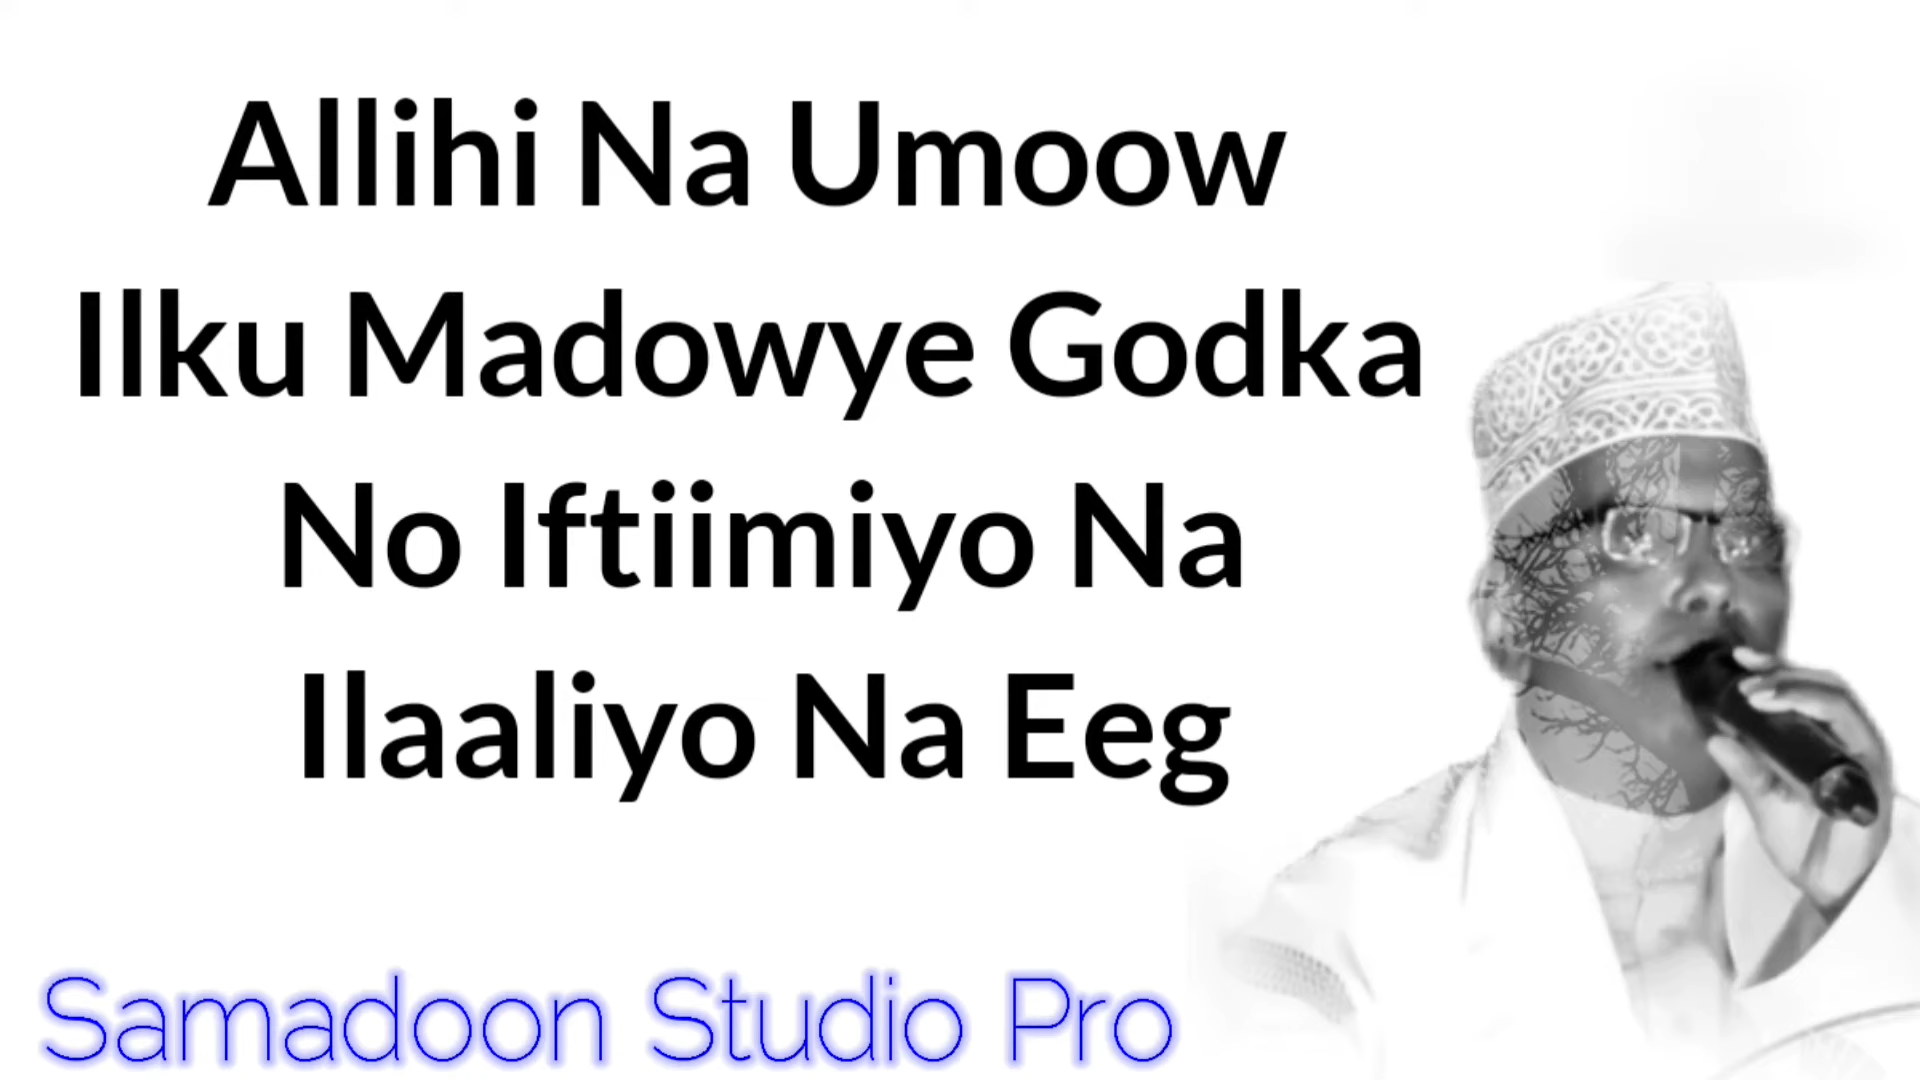 Allihi Na Umoow
Ilku Madowye Godka
No Iftiimiyo Na
Ilaaliyo Na Eeg
Samadoon Studio Pro